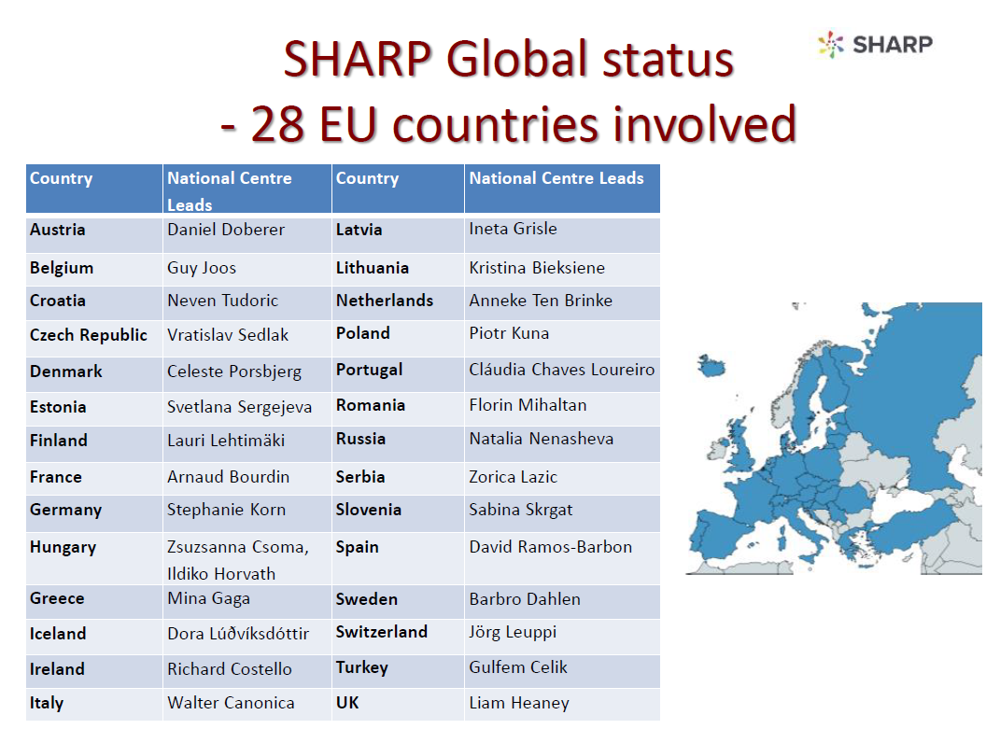 SHARP Global status
- 28 EU countries involved
SHARP
Country National Centre Leads Country National Centre Leads
Austria Daniel Doberer Latvia Ineta Grisle
Belgium Guy Joos Lithuania Kristina Bieksiene
Croatia Neven Tudoric Netherlands Anneke Ten Brinke
Czech Republic Vratislav Sedlak Poland Piotr Kuna
Denmark Celeste Porsbjerg Portugal Cláudia Chaves Loureiro
Estonia Svetlana Sergejeva Romania Florin Mihaltan
Finland Lauri Lehtimäki Russia Natalia Nenasheva
France Arnaud Bourdin Serbia Zorica Lazic
Germany Stephanie Korn Slovenia Sabina Skrgat
Hungary Zsuzsanna Csoma, Ildiko Horvath Spain David Ramos-Barbon
Greece Mina Gaga Sweden Barbro Dahlen
Iceland Dora Lúðvíksdóttir Switzerland Jörg Leuppi
Ireland Richard Costello Turkey Gulfem Celik
Italy Walter Canonica UK Liam Heaney